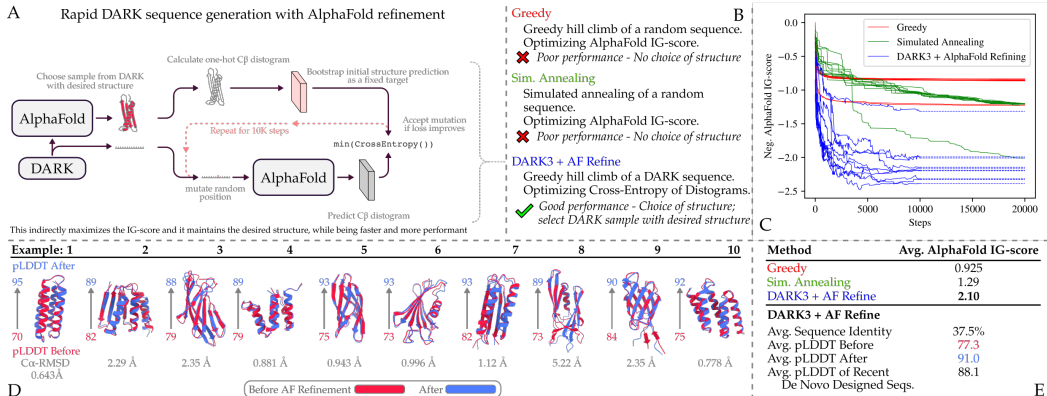 A
Rapid DARK sequence generation with AlphaFold refinement
Choose sample from DARK
with desired structure
AlphaFold
DARK
Calculate one-hot Cβ distogram
Bootstrap initial structure prediction
as a fixed target
Repeat for 10K steps
Accept mutation
if loss improves
min(CrossEntropy())
mutate random
position
AlphaFold
Predict Cβ distogram
This indirectly maximizes the IG-score and it maintains the desired structure, while being faster and more performant
B
Greedy
Greedy hill climb of a random sequence.
Optimizing AlphaFold IG-score.
Poor performance - No choice of structure
Sim. Annealing
Simulated annealing of a random
sequence.
Optimizing AlphaFold IG-score.
Poor performance - No choice of structure
DARK3 + AF Refine
Greedy hill climb of a DARK sequence.
Optimizing Cross-Entropy of Distograms.
Good performance - Choice of structure;
select DARK sample with desired structure
C
Neg. AlphaFold IG-score
0.0
−0.5
−1.0
−1.5
−2.0
−2.5
0
5000
10000
15000
20000
Steps
Greedy
Simulated Annealing
DARK3 + AlphaFold Refining
D
Example: 1 2 3 4 5 6 7 8 9 10
pLDDT After
95 89 88 89 93 93 93 89 90 92
70 82 79 79 75 73 82 73 84 75
pLDDT Before
Cα-RMSD
0.643Å
2.29 Å 2.35 Å 0.881 Å 0.943 Å 0.996 Å 1.12 Å 5.22 Å 2.35 Å 0.778 Å
Before AF Refinement After
Method Avg. AlphaFold IG-score
Greedy 0.925
Sim. Annealing 1.29
DARK3 + AF Refine 2.10
DARK3 + AF Refine
Avg. Sequence Identity 37.5%
Avg. pLDDT Before 77.3
Avg. pLDDT After 91.0
Avg. pLDDT of Recent 88.1
De Novo Designed Seqs.
E